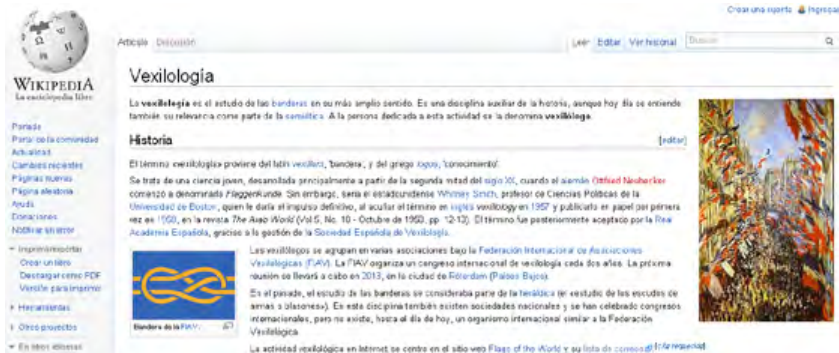 Crear una cuenta Ingresar
Artículo Discusión
Leer Editar Ver historial Buscar
WIKIPEDIA
La enciclopedia libre
Portada
Portal de la comunidad
Actualidad
Cambios recientes
Páginas nuevas
Página aleatoria
Ayuda
Donaciones
Notificar un error
Imprimir/exportar
Crear un libro
Descargar como PDF
Versión para imprimir
Herramientas
Otros proyectos
En otros idiomas
Vexilología
La vexilología es el estudio de las banderas en su más amplio sentido. Es una disciplina auxiliar de la historia, aunque hoy día se entiende
también su relevancia como parte de la semiótica. A la persona dedicada a esta actividad se la denomina vexilólogo.
Historia [editar]
El término «vexilología» proviene del latín vexillum, 'bandera', y del griego logos, 'conocimiento'.
Se trata de una ciencia joven, desarrollada principalmente a partir de la segunda mitad del siglo XX, cuando el alemán Ottfried Neubecker
comenzó a denominarla Flaggenkunde. Sin embargo, sería el estadounidense Whitney Smith, profesor de Ciencias Políticas de la
Universidad de Boston, quien le daría el impulso definitivo, al acuñar el término en inglés vexillology en 1957 y publicarlo en papel por primera
vez en 1958, en la revista The Arab World (Vol 5, No. 10 - Octubre de 1958, pp. 12-13). El término fue posteriormente aceptado por la Real
Academia Española, gracias a la gestión de la Sociedad Española de Vexilología.
Los vexilólogos se agrupan en varias asociaciones bajo la Federación Internacional de Asociaciones
Vexilológicas (FIAV). La FIAV organiza un congreso internacional de vexilología cada dos años. La próxima
reunión se llevará a cabo en 2013, en la ciudad de Róterdam (Países Bajos).
En el pasado, el estudio de las banderas se consideraba parte de la heráldica (el estudio de los escudos de
armas o blasones). En esta disciplina también existen sociedades nacionales y se han celebrado congresos
internacionales, pero no existe, hasta el día de hoy, un organismo internacional similar a la Federación
Vexilológica.
La actividad vexilológica en Internet se centra en el sitio web Flags of the World y su lista de correos [cita requerida]
Bandera de la FIAV.